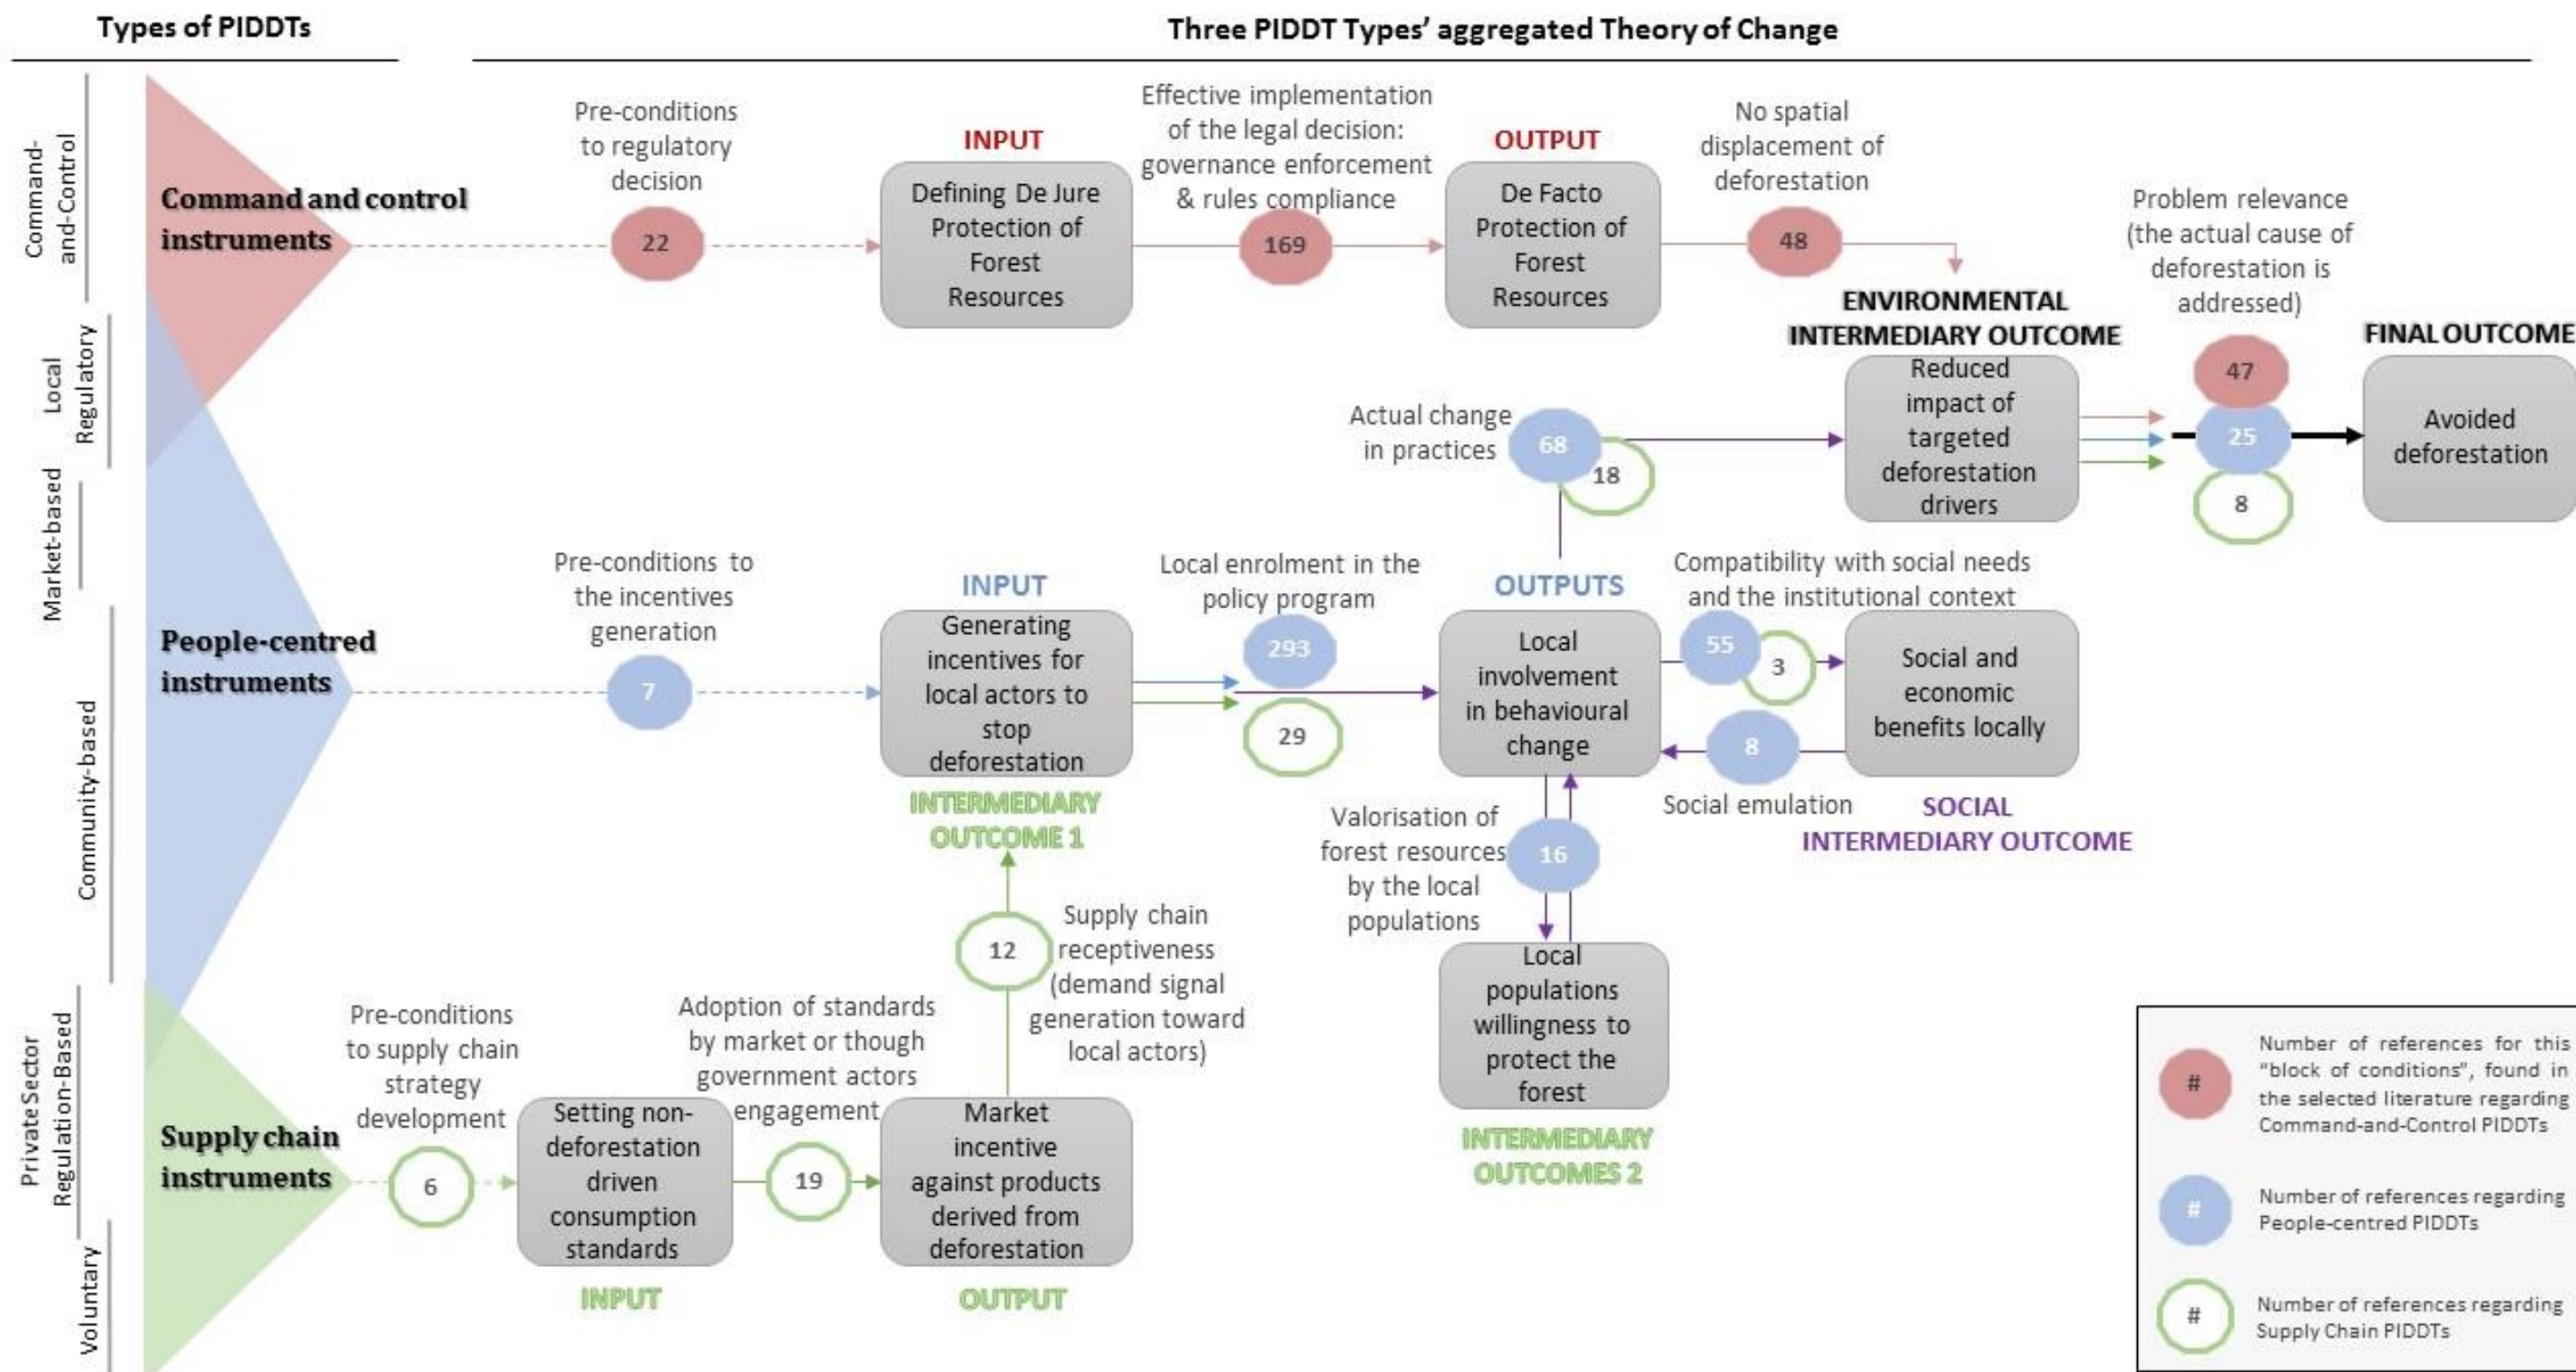 Types of PIDDTs
Three PIDDT Types’ aggregated Theory of Change
Command-
and-Control
Local
Regulatory
Market-based
Community-based
Private Sector
Regulation-Based
Voluntary
Command and control
instruments
Pre-conditions
to regulatory
decision
22
INPUT
Defining De Jure
Protection of
Forest
Resources
Effective implementation
of the legal decision:
governance enforcement
& rules compliance
169
OUTPUT
De Facto
Protection of
Forest
Resources
No spatial
displacement of
deforestation
48
ENVIRONMENTAL
INTERMEDIARY OUTCOME
Reduced
impact of
targeted
deforestation
drivers
Problem relevance
(the actual cause of
deforestation is
addressed)
47
25
8
FINAL OUTCOME
Avoided
deforestation
Actual change
in practices
68
18
People-centred
instruments
Pre-conditions to
the incentives
generation
7
INPUT
Generating
incentives for
local actors to
stop
deforestation
INTERMEDIARY
OUTCOME 1
Local enrolment in the
policy program
293
29
OUTPUTS
Local
involvement
in behavioural
change
Compatibility with social needs
and the institutional context
55
3
Social and
economic
benefits locally
8
Social emulation
SOCIAL
INTERMEDIARY OUTCOME
Valorisation of
forest resources
by the local
populations
16
Local
populations
willingness to
protect the
forest
INTERMEDIARY
OUTCOMES 2
Supply chain
instruments
Pre-conditions
to supply chain
strategy
development
6
Setting non-
deforestation
driven
consumption
standards
INPUT
Adoption of standards
by market or though
government actors
engagement
19
Market
incentive
against products
derived from
deforestation
OUTPUT
12
Supply chain
receptiveness
(demand signal
generation toward
local actors)
#
Number of references for this
“block of conditions”, found in
the selected literature regarding
Command-and-Control PIDDTs
#
Number of references regarding
People-centred PIDDTs
#
Number of references regarding
Supply Chain PIDDTs